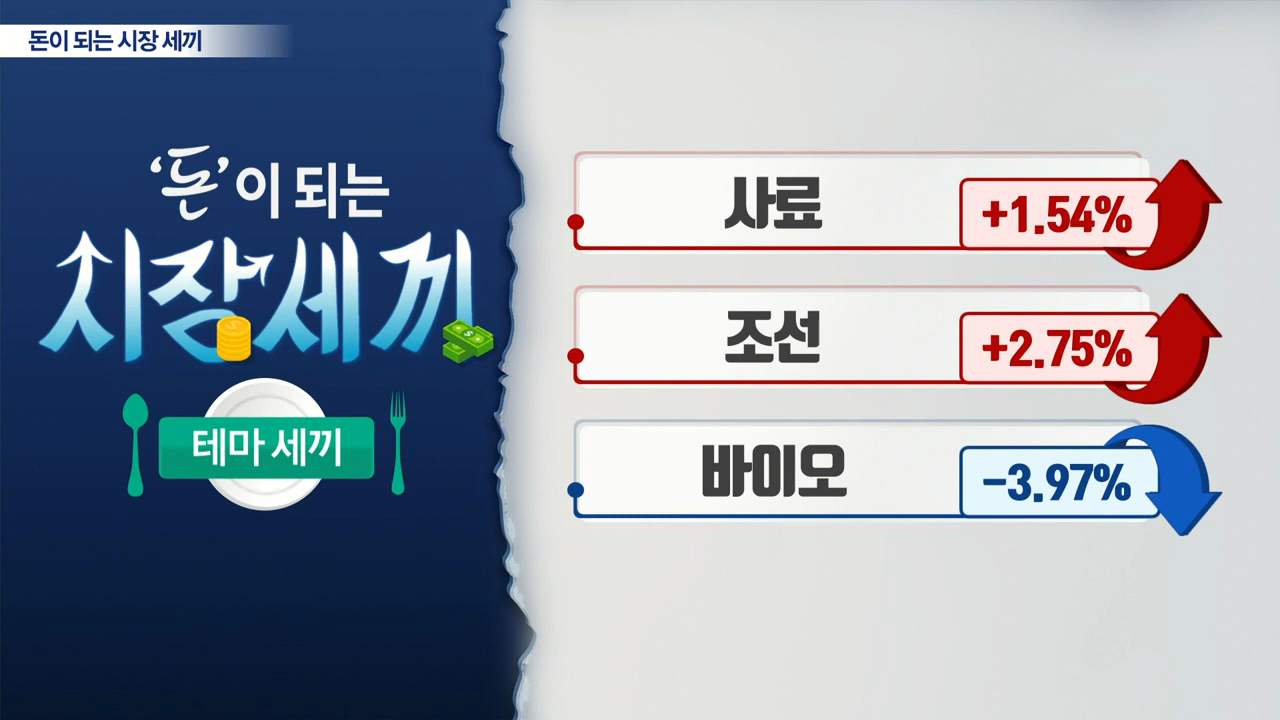 돈이 되는 시장 세끼
‘돈’이 되는
시장세끼
테마 세끼
사료
+1.54%
조선
+2.75%
바이오
-3.97%